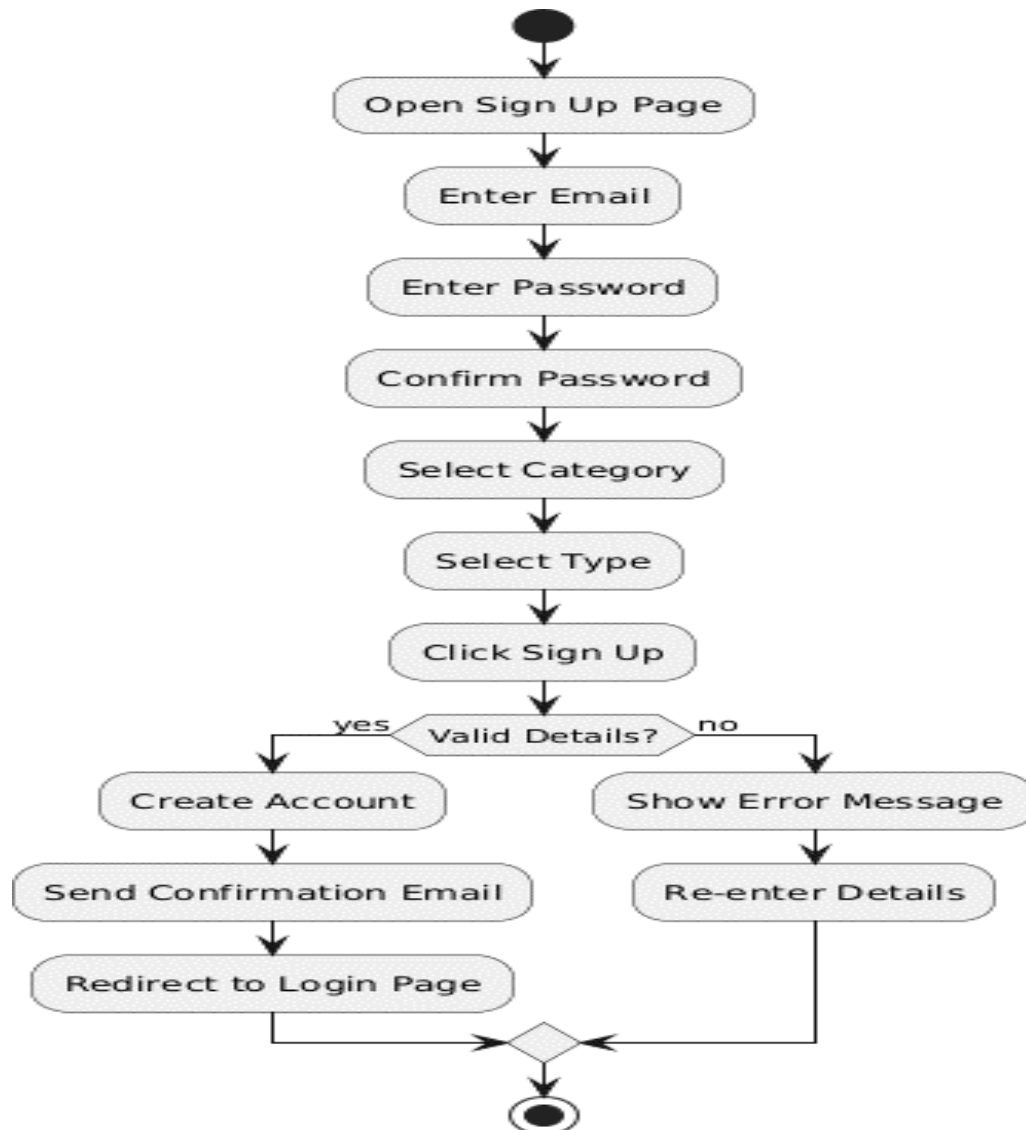 Open Sign Up Page
Enter Email
Enter Password
Confirm Password
Select Category
Select Type
Click Sign Up
yes
Valid Details?
no
Create Account
Show Error Message
Send Confirmation Email
Re-enter Details
Redirect to Login Page